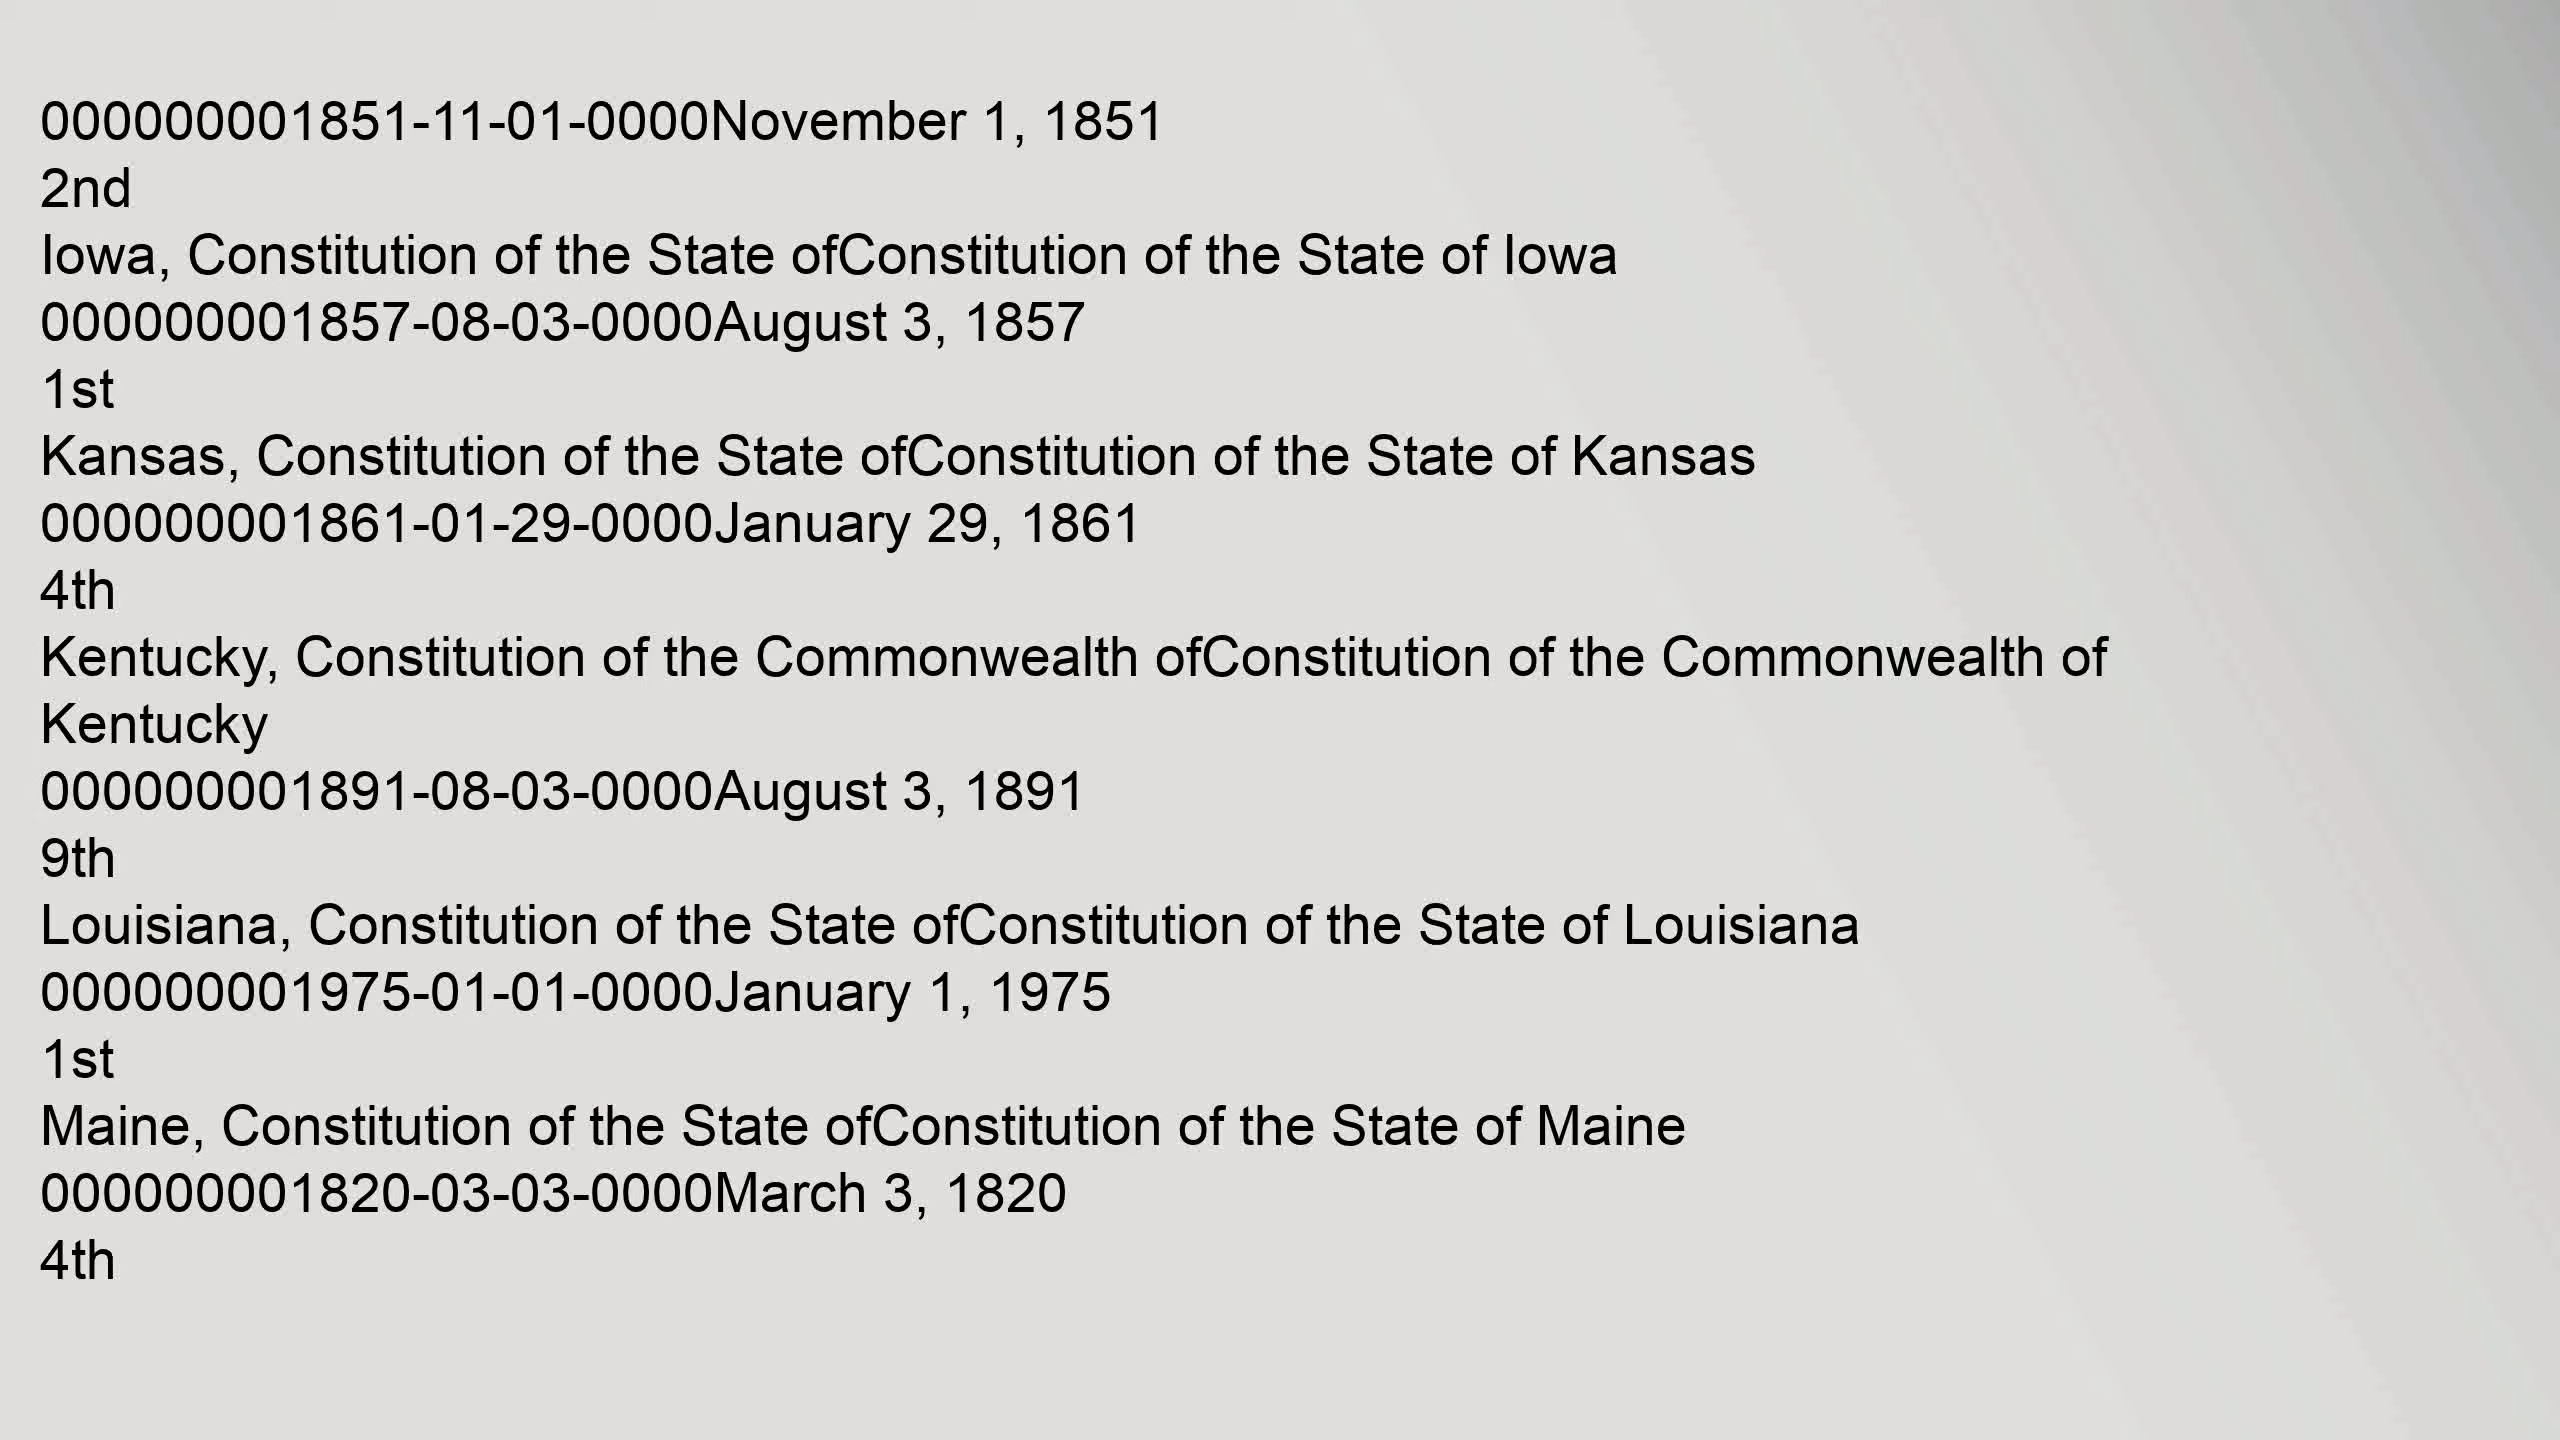 000000001851-11-01-0000November 1, 1851
2nd
Iowa, Constitution of the State ofConstitution of the State of Iowa
000000001857-08-03-0000August 3, 1857
1st
Kansas, Constitution of the State ofConstitution of the State of Kansas
000000001861-01-29-0000January 29, 1861
4th
Kentucky, Constitution of the Commonwealth ofConstitution of the Commonwealth of
Kentucky
000000001891-08-03-0000August 3, 1891
9th
Louisiana, Constitution of the State ofConstitution of the State of Louisiana
000000001975-01-01-0000January 1, 1975
1st
Maine, Constitution of the State ofConstitution of the State of Maine
000000001820-03-03-0000March 3, 1820
4th